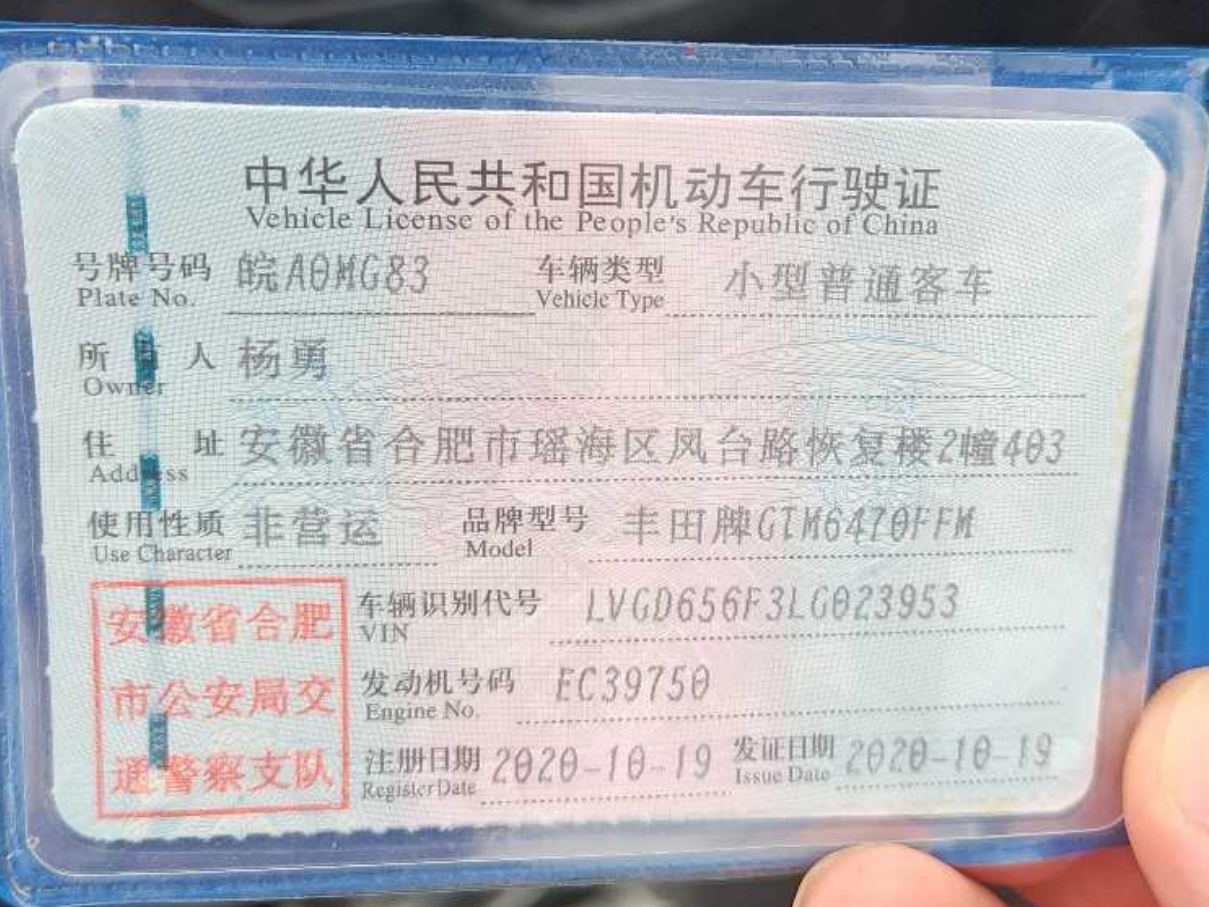 中华人民共和国机动车行驶证
Vehicle License of the People's Republic of China
号牌号码 皖A0MG83 车辆类型 小型普通客车
Plate No. Vehicle Type
所有人 杨勇
Owner
住址 安徽省合肥市瑶海区凤台路恢复楼2幢403
Address
使用性质 非营运 品牌型号 丰田牌GTM6470FFM
Use Character Model
车辆识别代号 LVGD656F3LG023953
VIN
发动机号码 EC39750
Engine No.
注册日期 2020-10-19 发证日期 2020-10-19
Register Date Issue Date
安徽省合肥
市公安局交
通警察支队